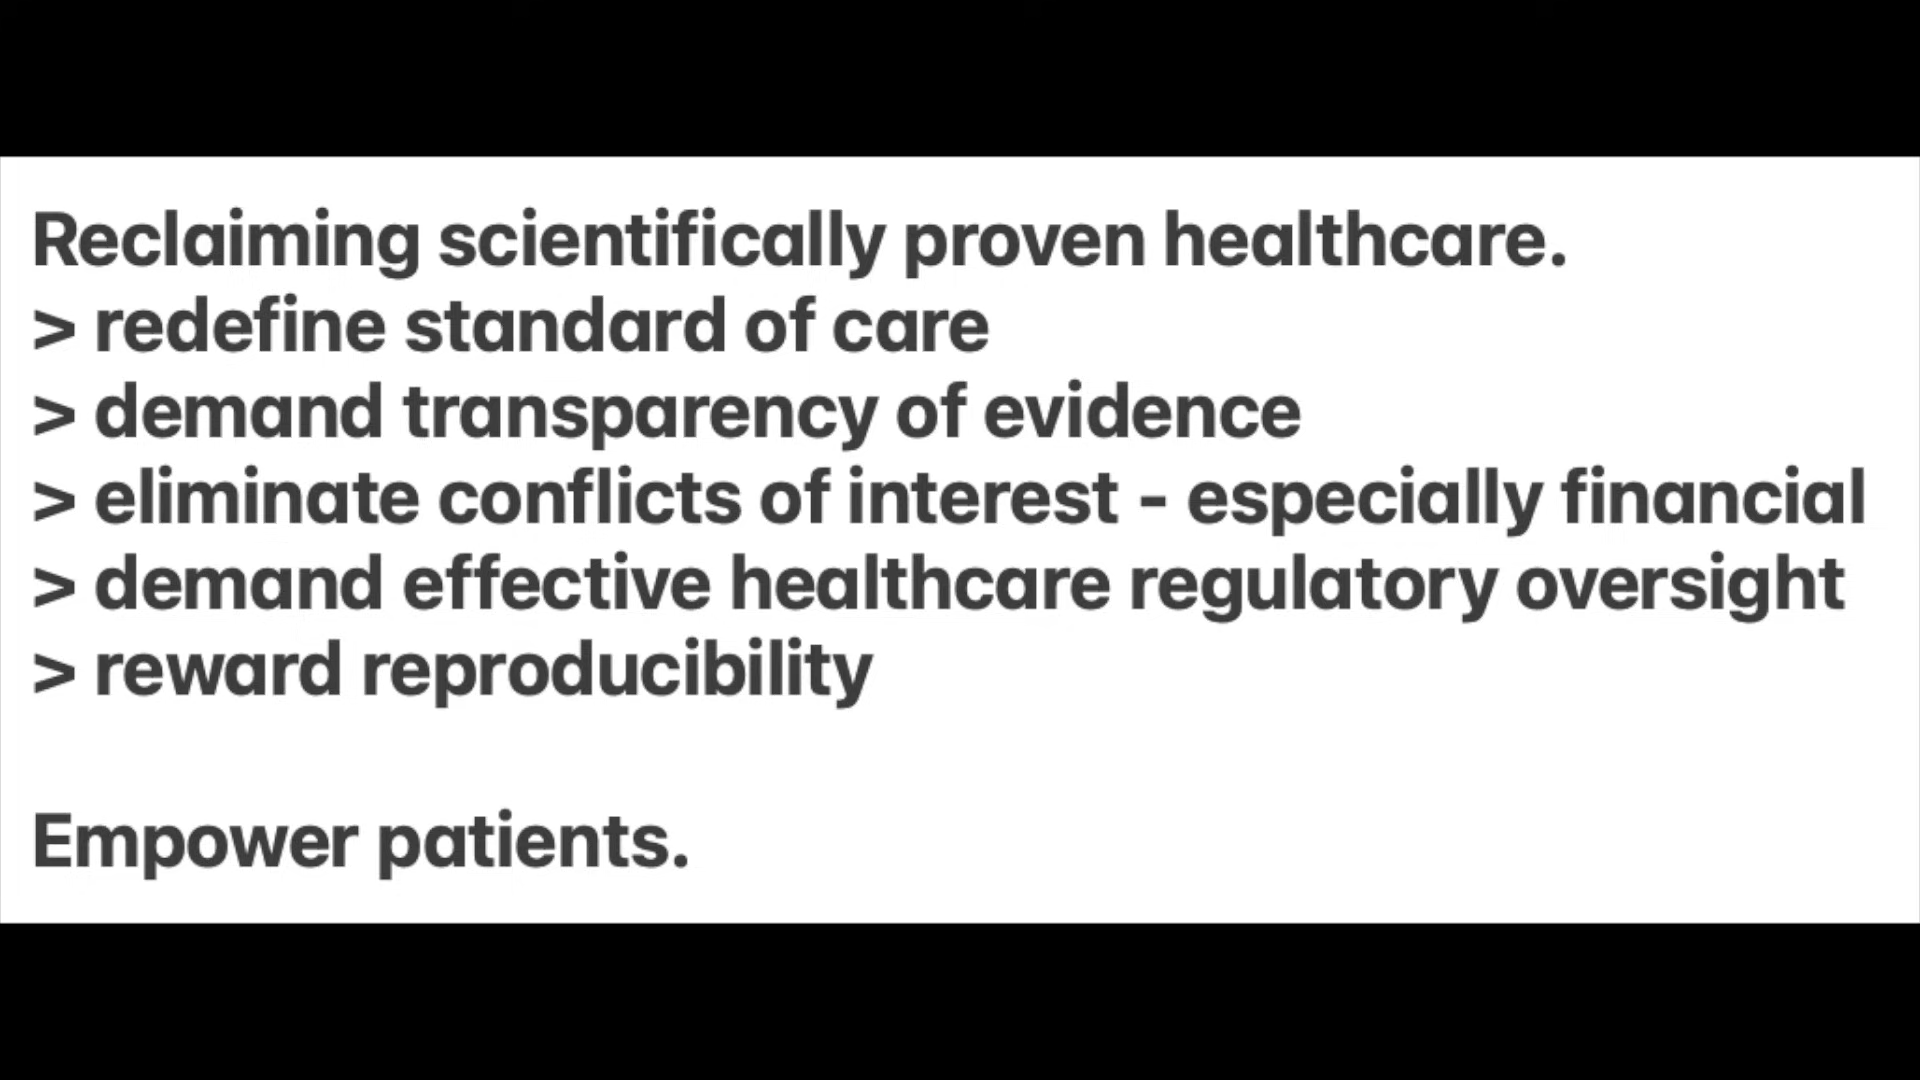 Reclaiming scientifically proven healthcare.
> redefine standard of care
> demand transparency of evidence
> eliminate conflicts of interest - especially financial
> demand effective healthcare regulatory oversight
> reward reproducibility
Empower patients.